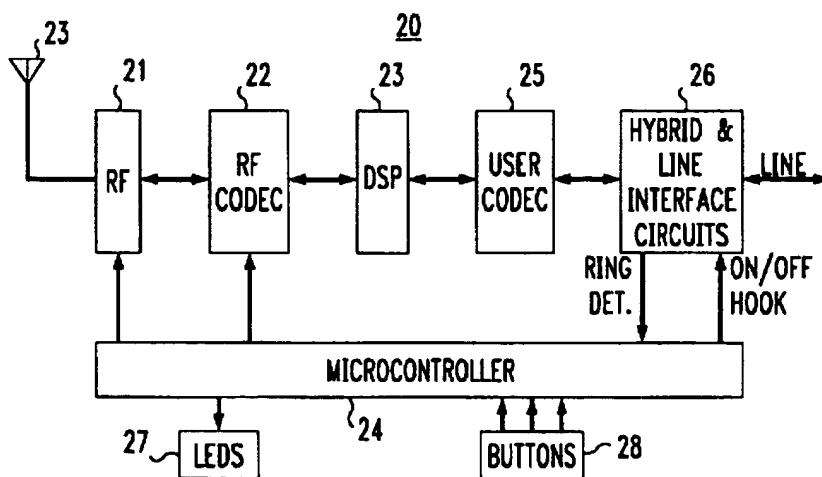 20
23
21
22
23
25
26
RF
RF
CODEC
DSP
USER
CODEC
HYBRID &
LINE
INTERFACE
CIRCUITS
LINE
RING
DET.
ON/OFF
HOOK
MICROCONTROLLER
24
27
LEDS
BUTTONS
28